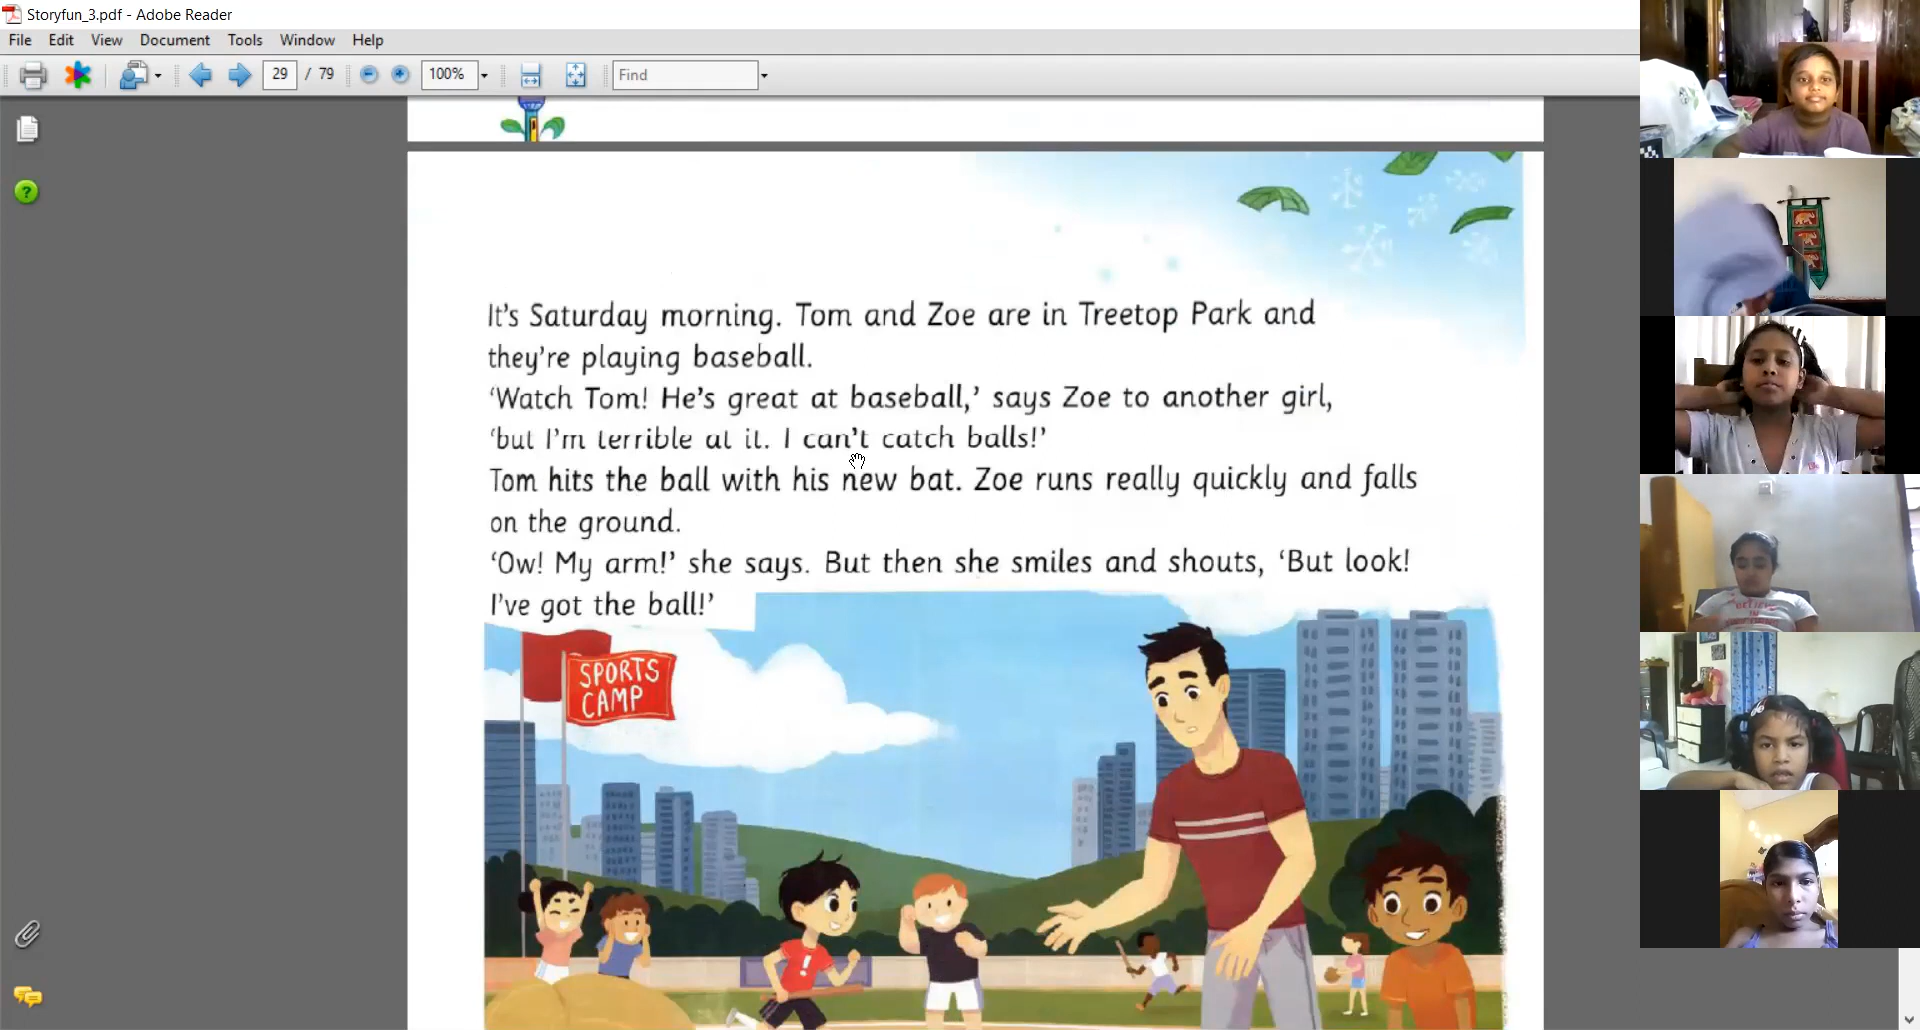 Storyfun_3.pdf - Adobe Reader
File Edit View Document Tools Window Help
29 / 79 100% Find
It's Saturday morning. Tom and Zoe are in Treetop Park and
they're playing baseball.
'Watch Tom! He's great at baseball,' says Zoe to another girl,
'but I'm terrible at it. I can't catch balls!'
Tom hits the ball with his new bat. Zoe runs really quickly and falls
on the ground.
'Ow! My arm!' she says. But then she smiles and shouts, 'But look!
I've got the ball!'
SPORTS
CAMP